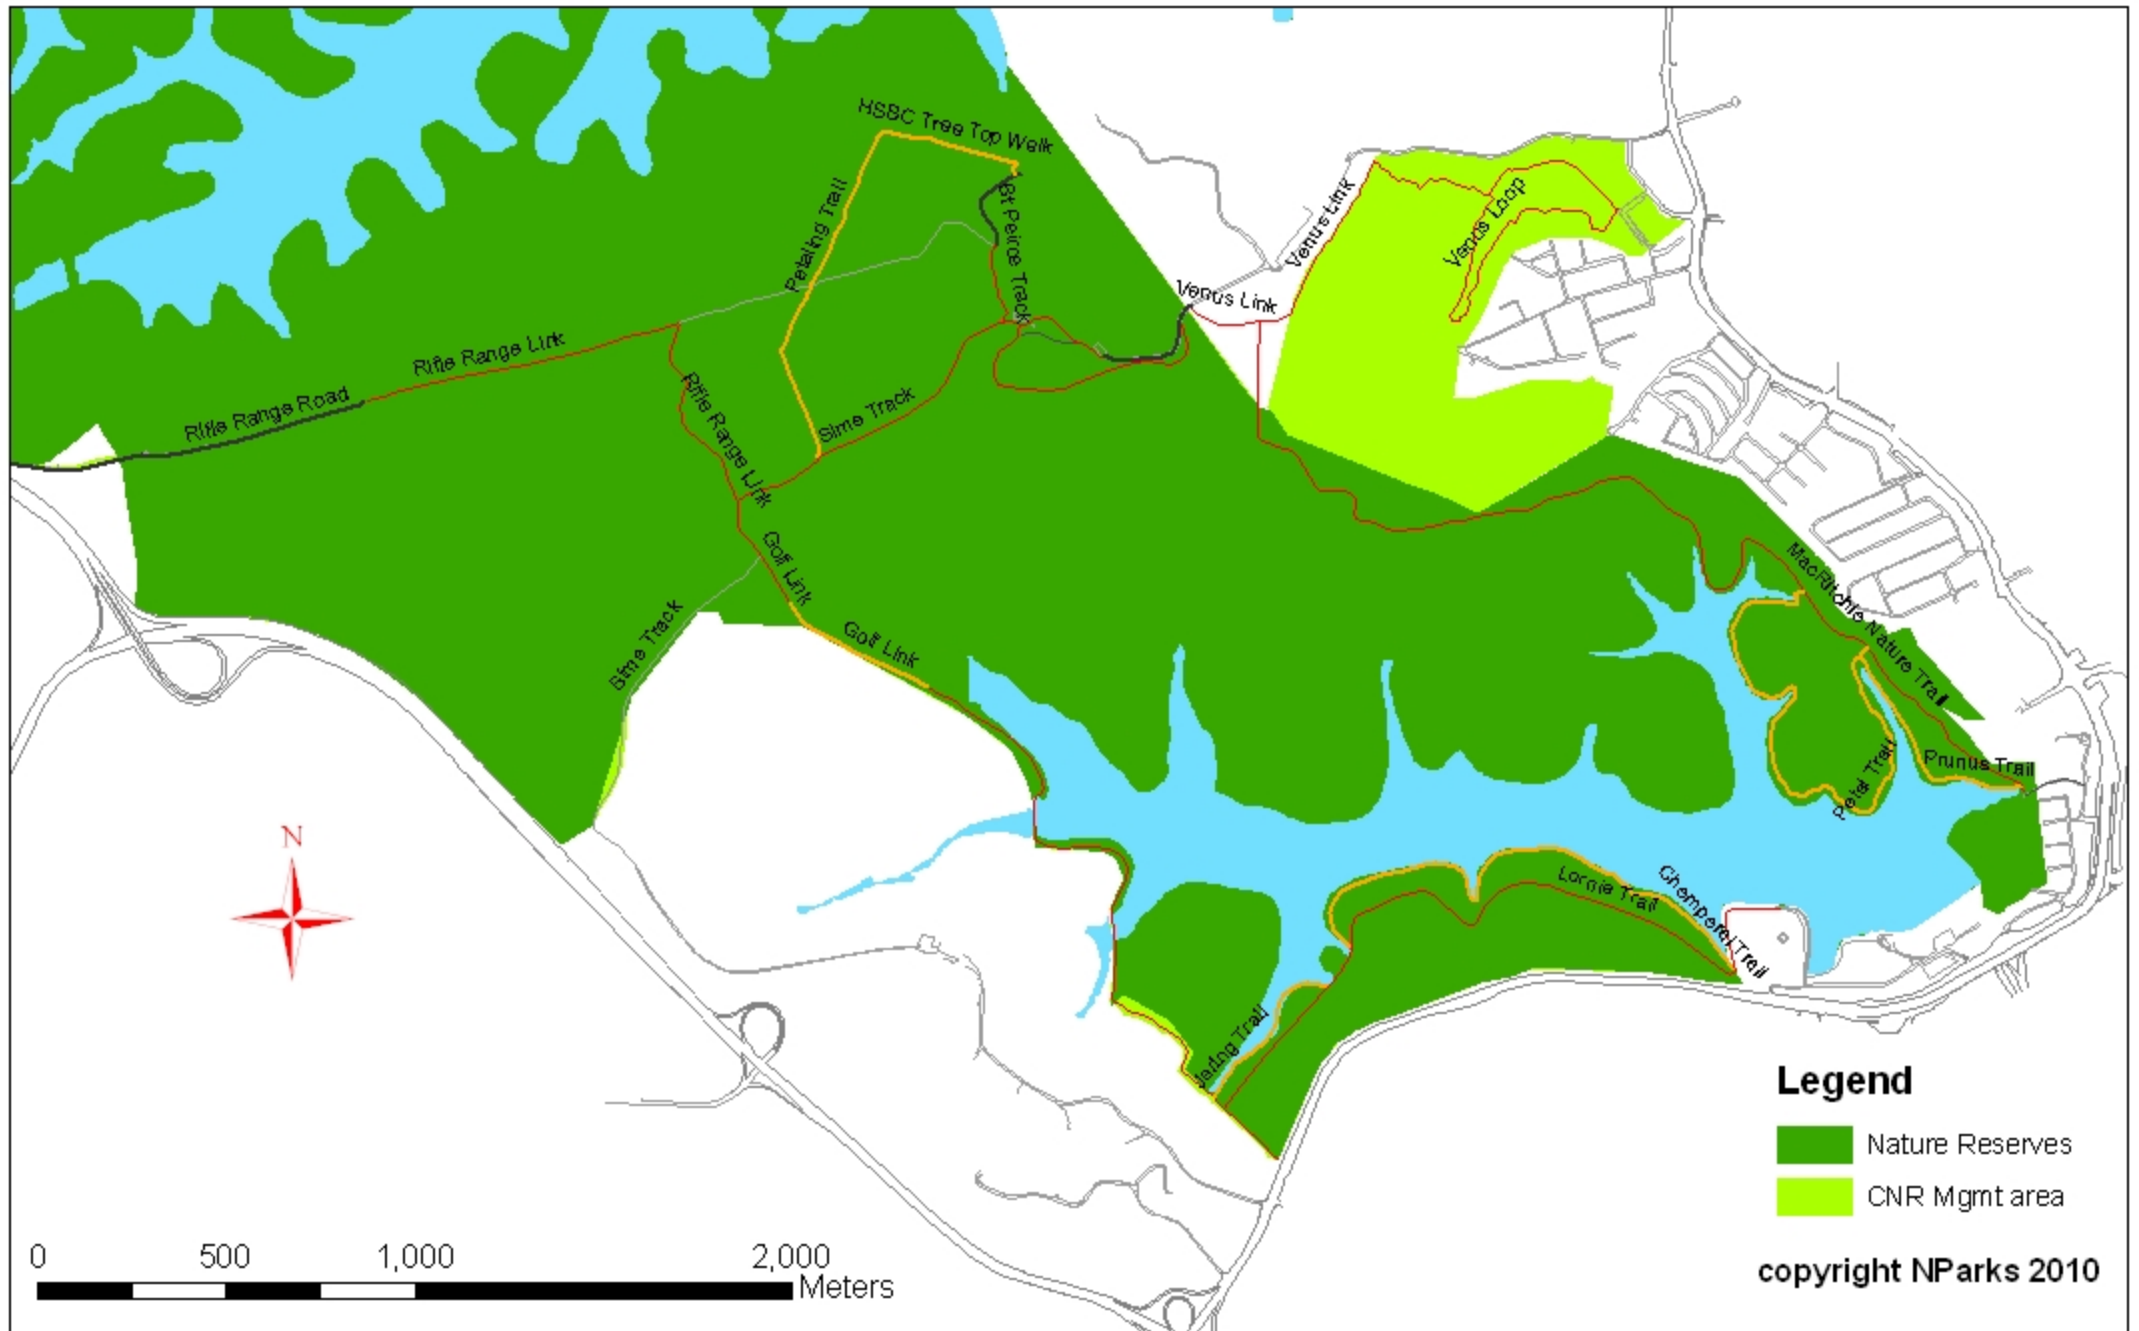 HSBC Tree Top Walk
Petaling Trail
Bt Peirce Track
Venus Link
Venus Loop
Venus Link
Rifle Range Link
Rifle Range Road
Rifle Range Link
Sime Track
Golf Link
Golf Link
Sime Track
MacRitchie Nature Trail
Prunus Trail
Petai Trail
Lornie Trail
Chemperai Trail
Jering Trail
N
Legend
Nature Reserves
CNR Mgmt area
copyright NParks 2010
0 500 1,000 2,000
Meters